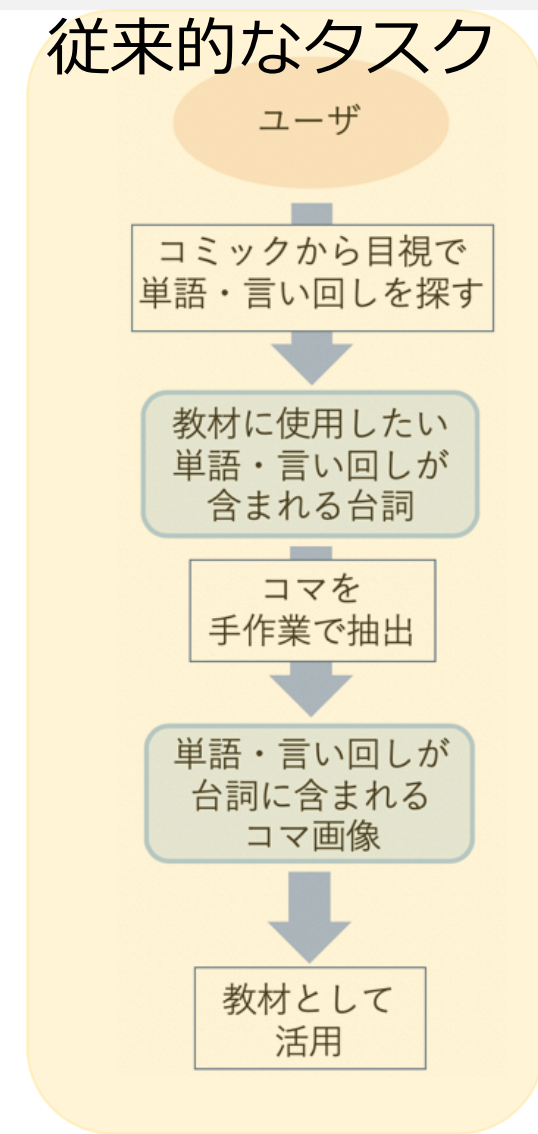 従来的なタスク
ユーザ
コミックから目視で
単語・言い回しを探す
教材に使用したい
単語・言い回しが
含まれる台詞
コマを
手作業で抽出
単語・言い回しが
台詞に含まれる
コマ画像
教材として
活用